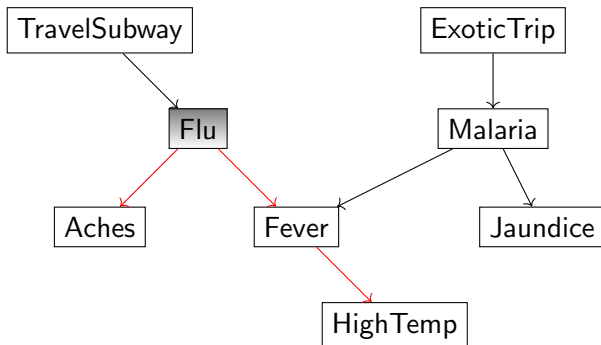 TravelSubway
ExoticTrip
Flu
Malaria
Aches
Fever
Jaundice
HighTemp